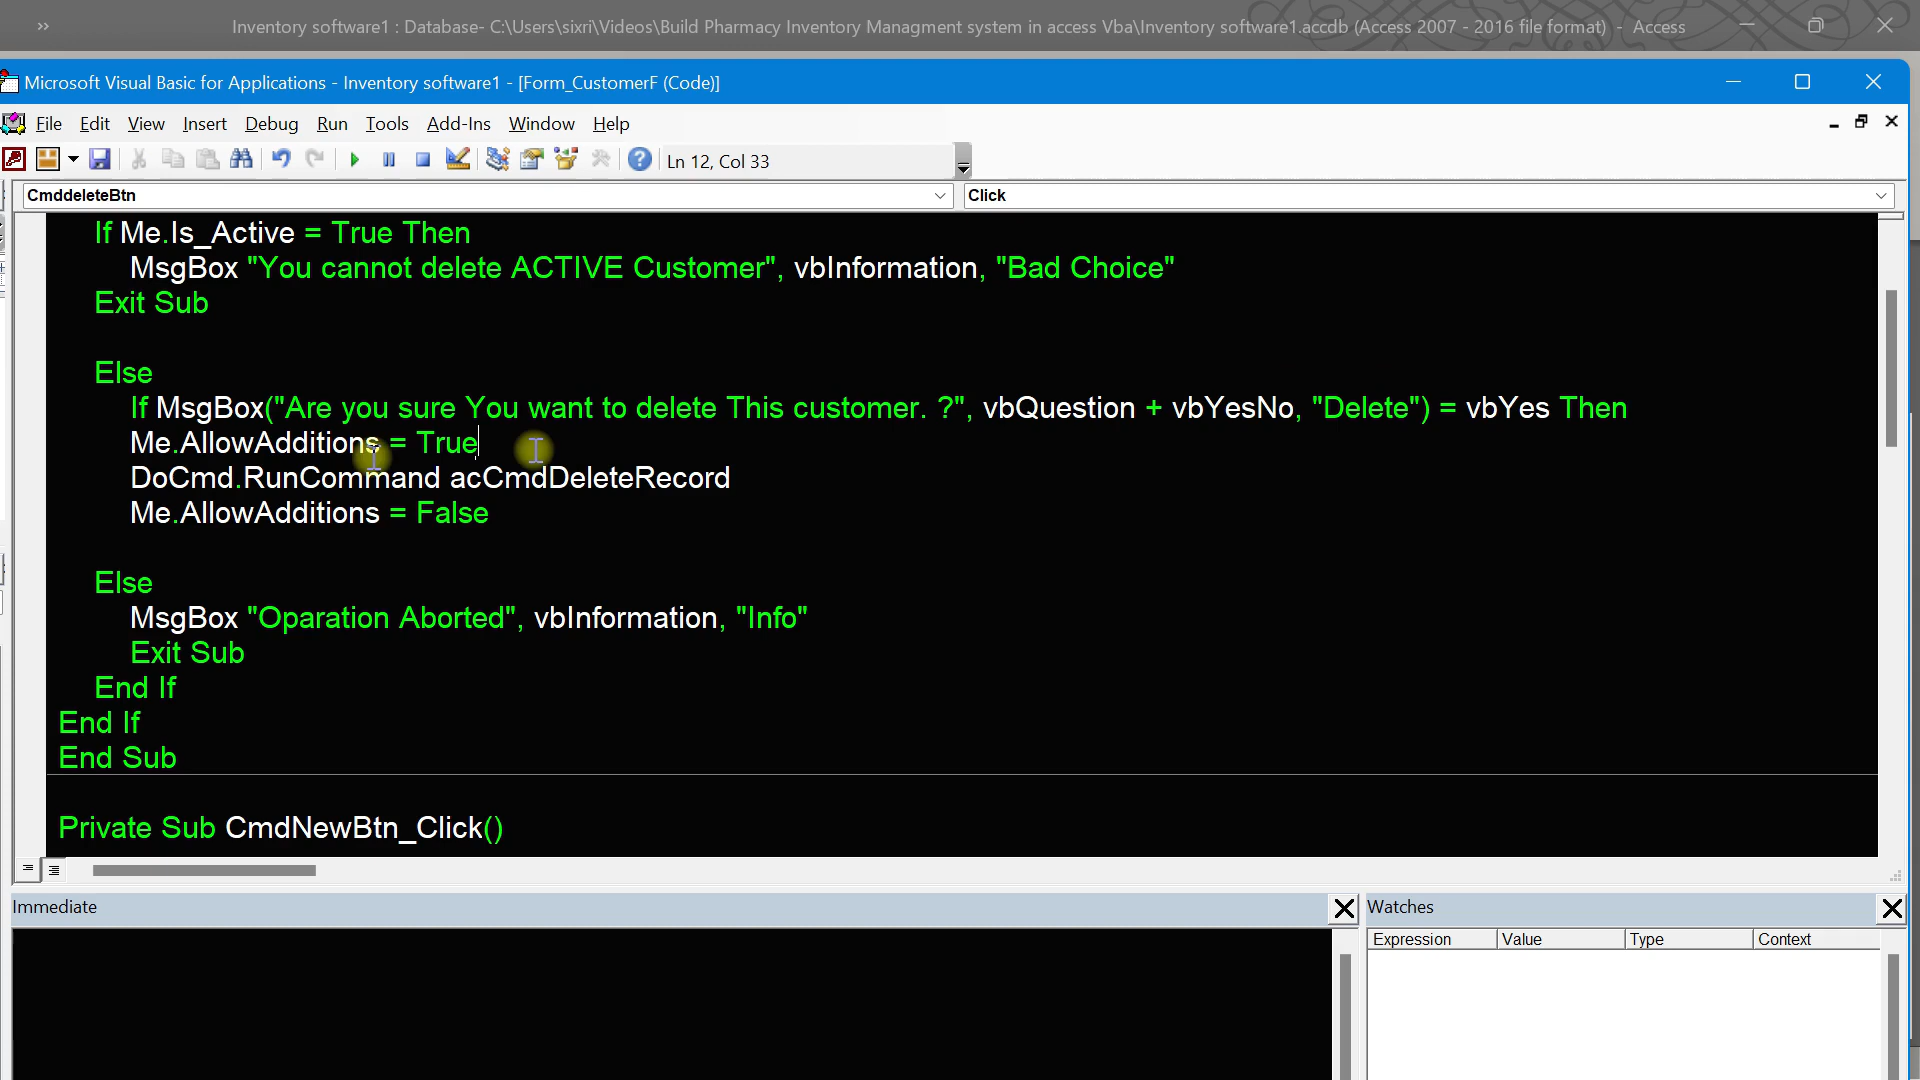 Inventory software1 : Database- C:\Users\sixri\Videos\Build Pharmacy Inventory Managment system in access Vba\Inventory software1.accdb (Access 2007 - 2016 file format) - Access
Microsoft Visual Basic for Applications - Inventory software1 - [Form_CustomerF (Code)]
File Edit View Insert Debug Run Tools Add-Ins Window Help
Ln 12, Col 33
CmddeleteBtn Click
If Me.Is_Active = True Then
MsgBox "You cannot delete ACTIVE Customer", vbInformation, "Bad Choice"
Exit Sub
Else
If MsgBox("Are you sure You want to delete This customer. ?", vbQuestion + vbYesNo, "Delete") = vbYes Then
Me.AllowAdditions = True
DoCmd.RunCommand acCmdDeleteRecord
Me.AllowAdditions = False
Else
MsgBox "Oparation Aborted", vbInformation, "Info"
Exit Sub
End If
End If
End Sub
Private Sub CmdNewBtn_Click()
Immediate Watches
Expression Value Type Context